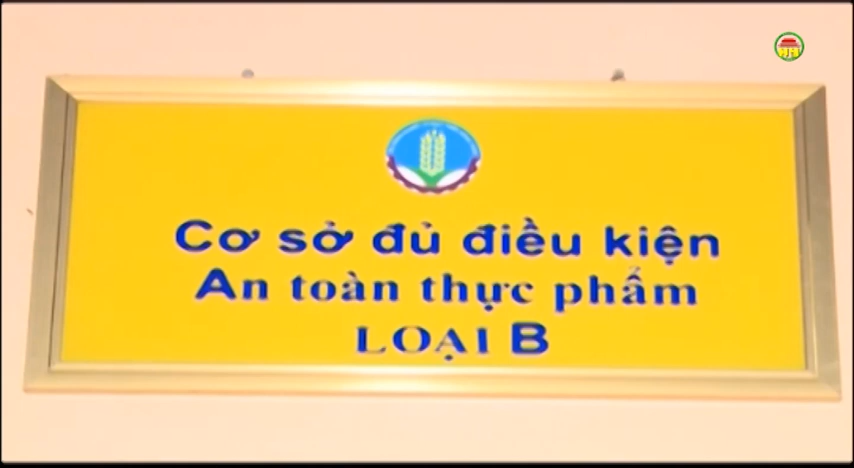 Cơ sở đủ điều kiện
An toàn thực phẩm
LOẠI B